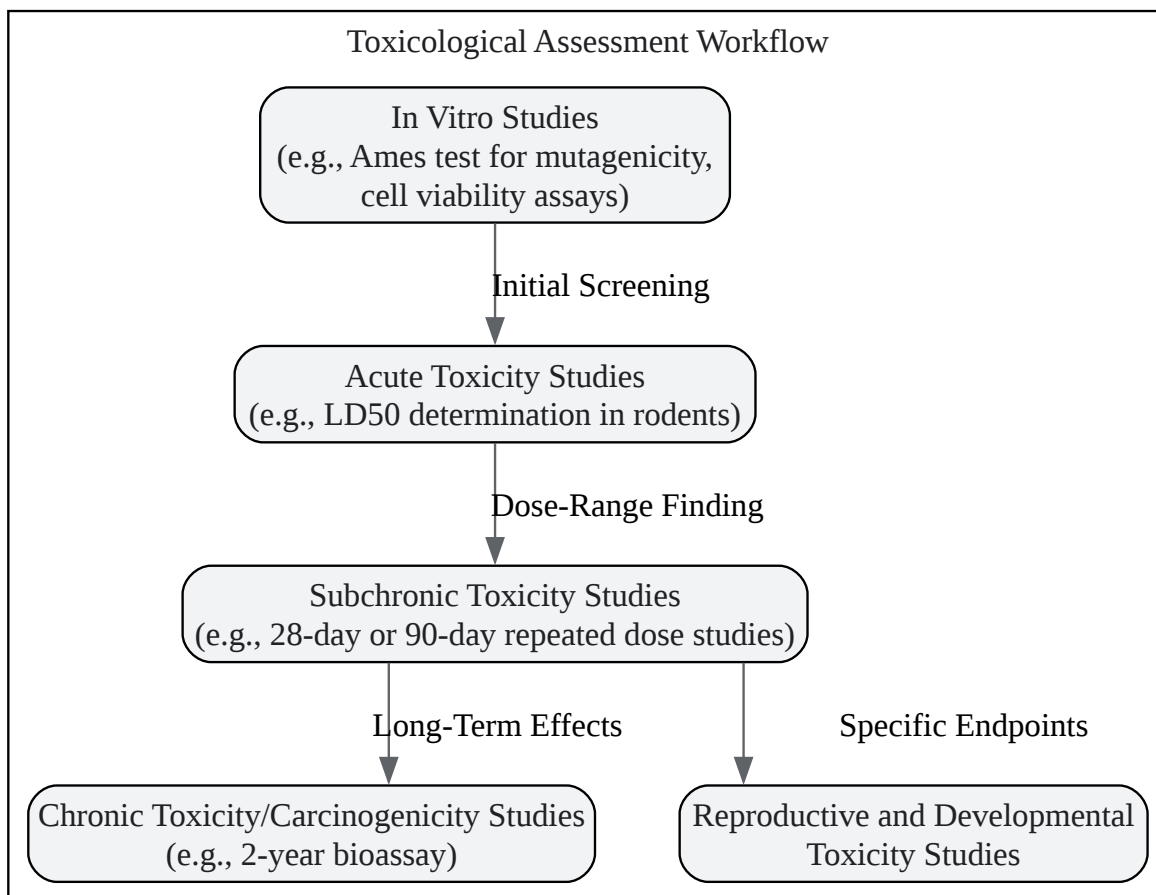 Toxicological Assessment Workflow
In Vitro Studies
(e.g., Ames test for mutagenicity,
cell viability assays)
Initial Screening
Acute Toxicity Studies
(e.g., LD50 determination in rodents)
Dose-Range Finding
Subchronic Toxicity Studies
(e.g., 28-day or 90-day repeated dose studies)
Long-Term Effects
Specific Endpoints
Chronic Toxicity/Carcinogenicity Studies
(e.g., 2-year bioassay)
Reproductive and Developmental
Toxicity Studies